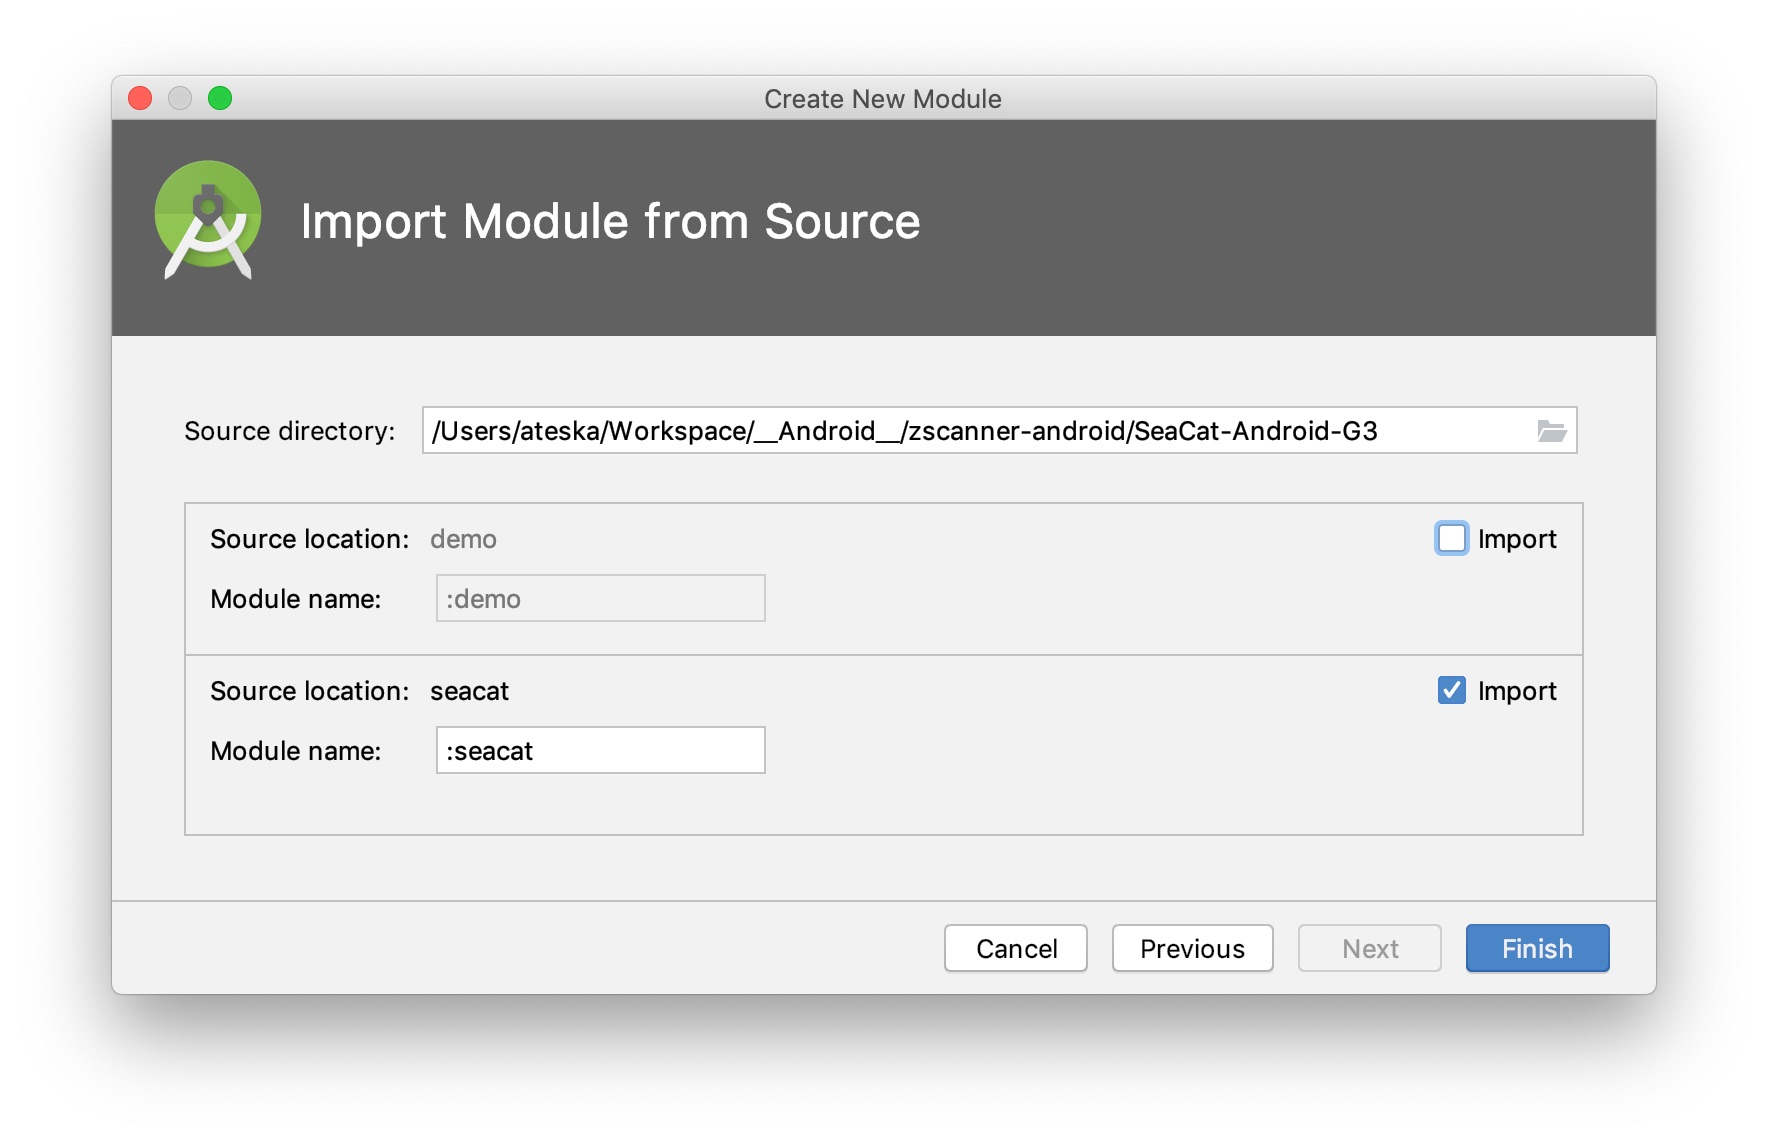 Create New Module
Import Module from Source
Source directory: /Users/ateska/Workspace/__Android__/zscanner-android/SeaCat-Android-G3
Source location: demo Import
Module name: :demo
Source location: seacat Import
Module name: :seacat
Cancel Previous Next Finish